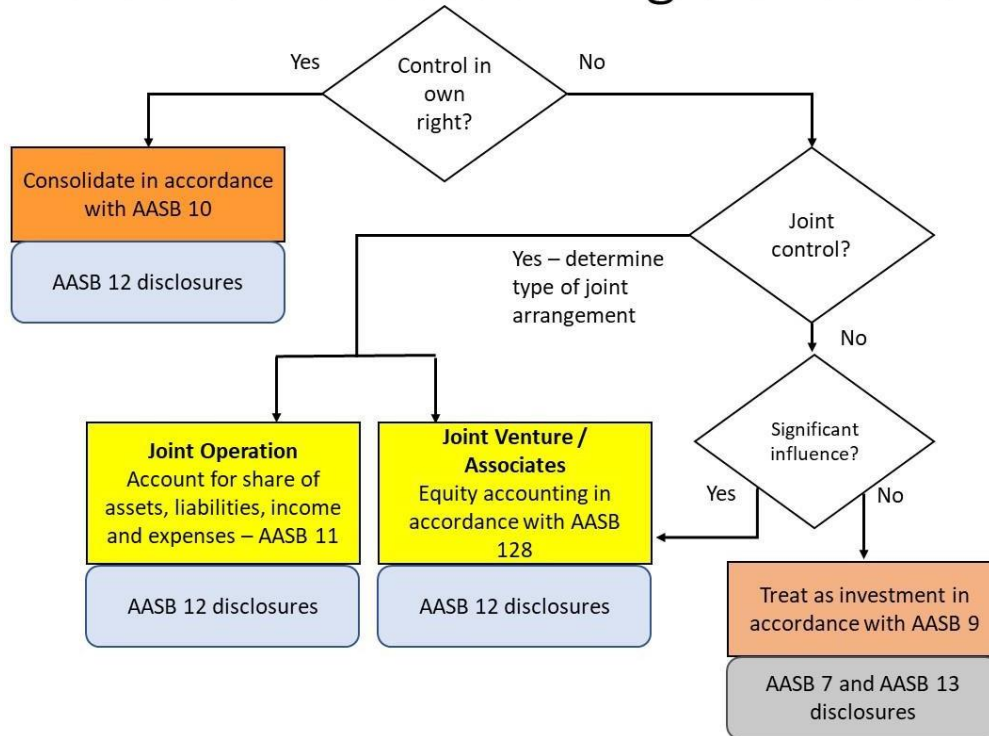 Yes
Control in
own
right?
No
Consolidate in accordance
with AASB 10
AASB 12 disclosures
Joint
control?
Yes – determine
type of joint
arrangement
No
Joint Operation
Account for share of
assets, liabilities, income
and expenses – AASB 11
AASB 12 disclosures
Joint Venture /
Associates
Equity accounting in
accordance with AASB
128
AASB 12 disclosures
Significant
influence?
Yes
No
Treat as investment in
accordance with AASB 9
AASB 7 and AASB 13
disclosures